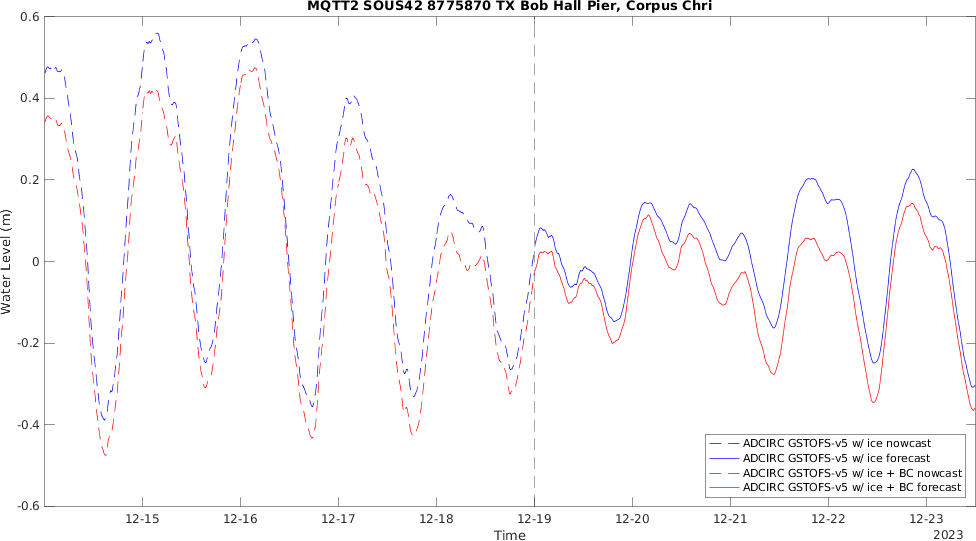 MQTT2 SOUS42 8775870 TX Bob Hall Pier, Corpus Chri
0.6
0.4
0.2
0
-0.2
-0.4
-0.6
Water Level (m)
12-15 12-16 12-17 12-18 12-19 12-20 12-21 12-22 12-23
Time
2023
ADCIRC GSTOFS-v5 w/ ice nowcast
ADCIRC GSTOFS-v5 w/ ice forecast
ADCIRC GSTOFS-v5 w/ ice + BC nowcast
ADCIRC GSTOFS-v5 w/ ice + BC forecast